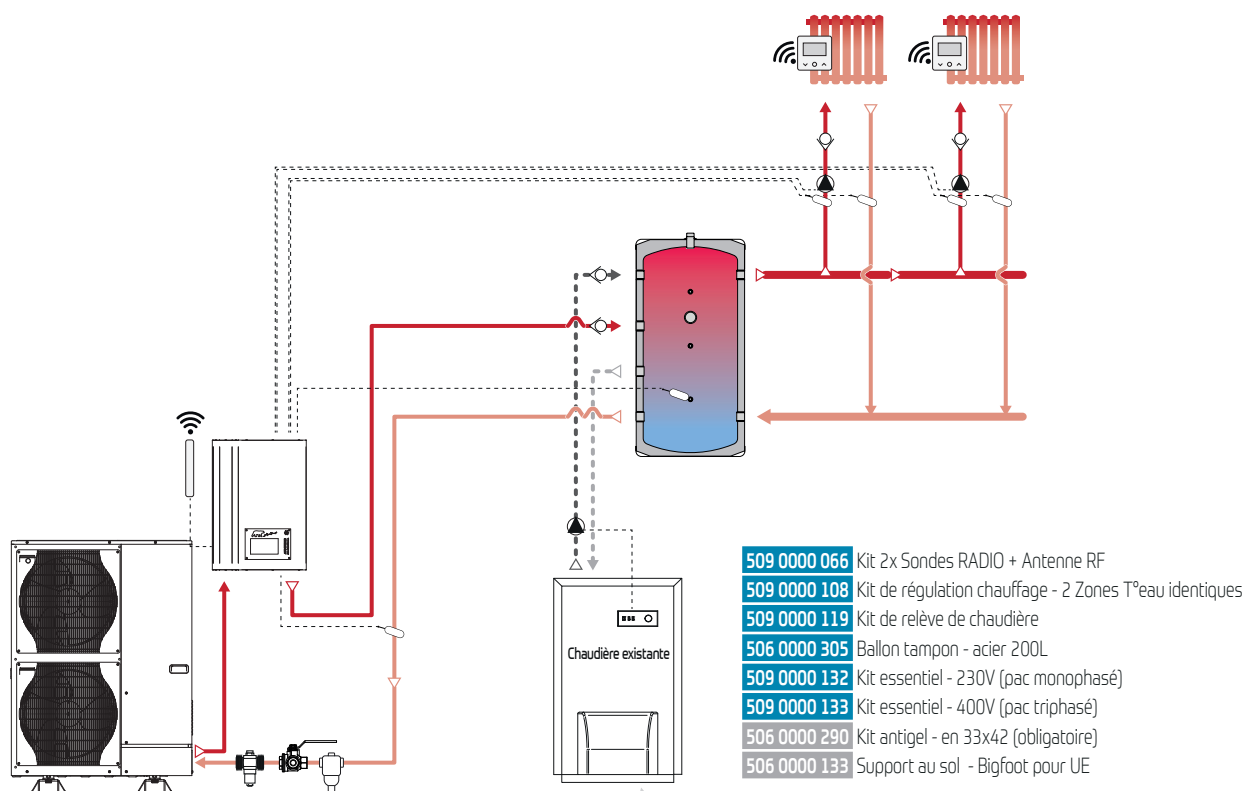 Chaudière existante
509 0000 066 Kit 2x Sondes RADIO + Antenne RF
509 0000 108 Kit de régulation chauffage - 2 Zones T°eau identiques
509 0000 119 Kit de relève de chaudière
506 0000 305 Ballon tampon - acier 200L
509 0000 132 Kit essentiel - 230V (pac monophasé)
509 0000 133 Kit essentiel - 400V (pac triphasé)
506 0000 290 Kit antigel - en 33x42 (obligatoire)
506 0000 133 Support au sol - Bigfoot pour UE